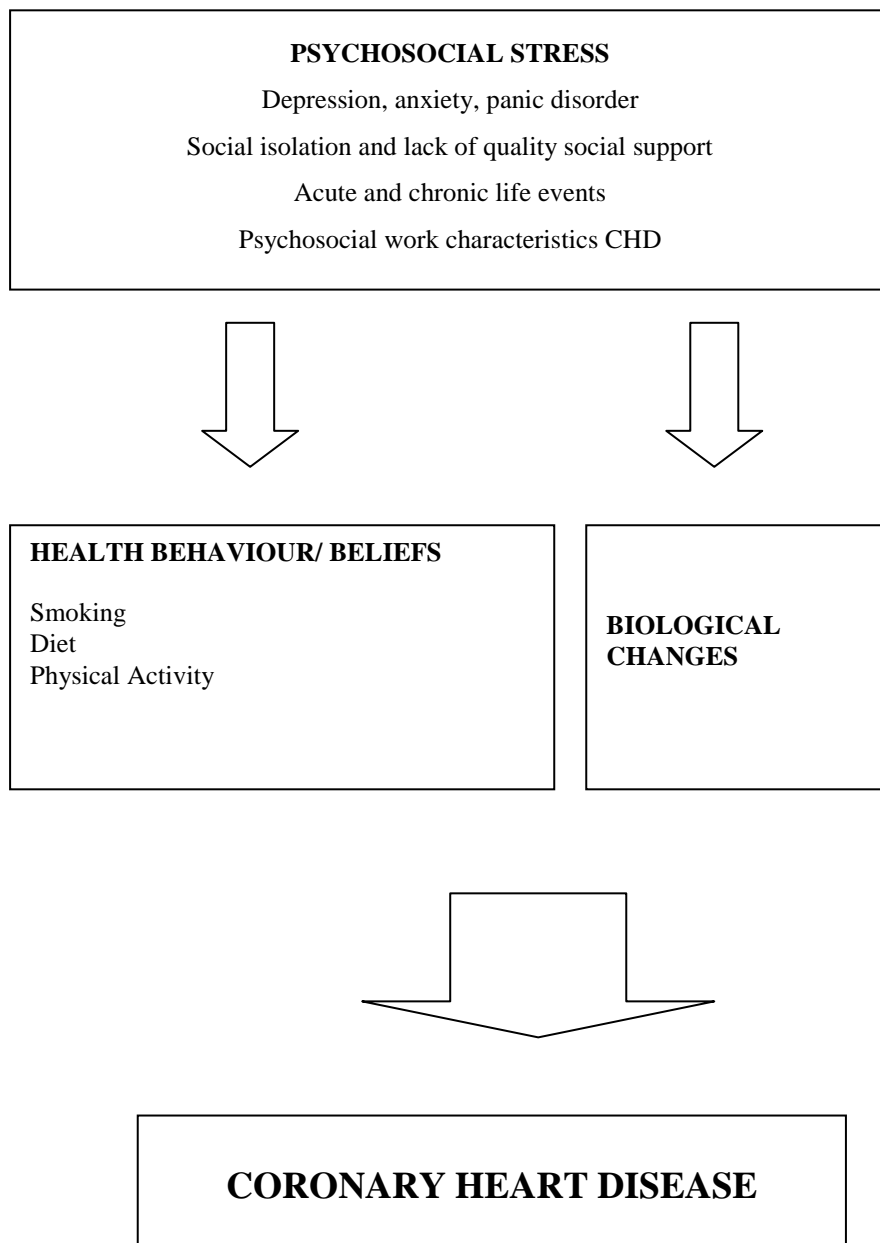 PSYCHOSOCIAL STRESS
Depression, anxiety, panic disorder
Social isolation and lack of quality social support
Acute and chronic life events
Psychosocial work characteristics CHD
HEALTH BEHAVIOUR/ BELIEFS
Smoking
Diet
Physical Activity
BIOLOGICAL
CHANGES
CORONARY HEART DISEASE